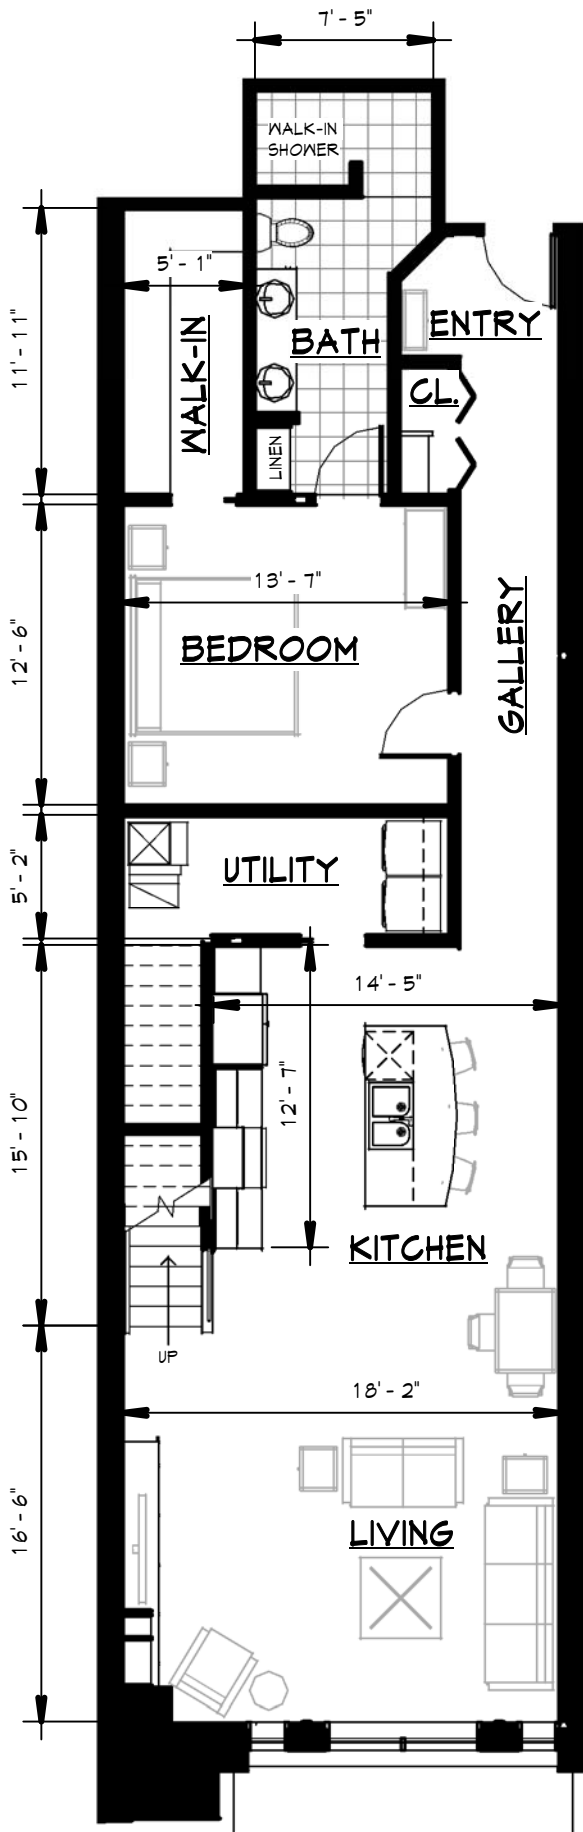 7' - 5"
WALK-IN
SHOWER
5' - 1"
11' - 11"
WALK-IN
BATH
ENTRY
CL.
LINEN
13' - 7"
12' - 6"
BEDROOM
GALLERY
5' - 2"
UTILITY
14' - 5"
12' - 7"
15' - 10"
KITCHEN
UP
18' - 2"
16' - 6"
LIVING